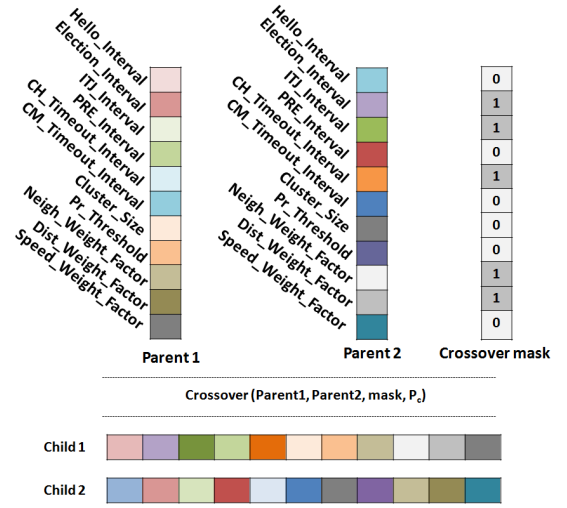 Hello_Interval
Election_Interval
ITJ_Interval
PRE_Interval
CH_Timeout_Interval
CM_Timeout_Interval
Cluster_Size
Pr_Threshold
Neigh_Weight_Factor
Dist_Weight_Factor
Speed_Weight_Factor
Parent 1
Hello_Interval
Election_Interval
ITJ_Interval
PRE_Interval
CH_Timeout_Interval
CM_Timeout_Interval
Cluster_Size
Pr_Threshold
Neigh_Weight_Factor
Dist_Weight_Factor
Speed_Weight_Factor
Parent 2
0
1
1
0
1
0
0
0
1
1
0
Crossover mask
Crossover (Parent1, Parent2, mask, Pc)
Child 1
Child 2